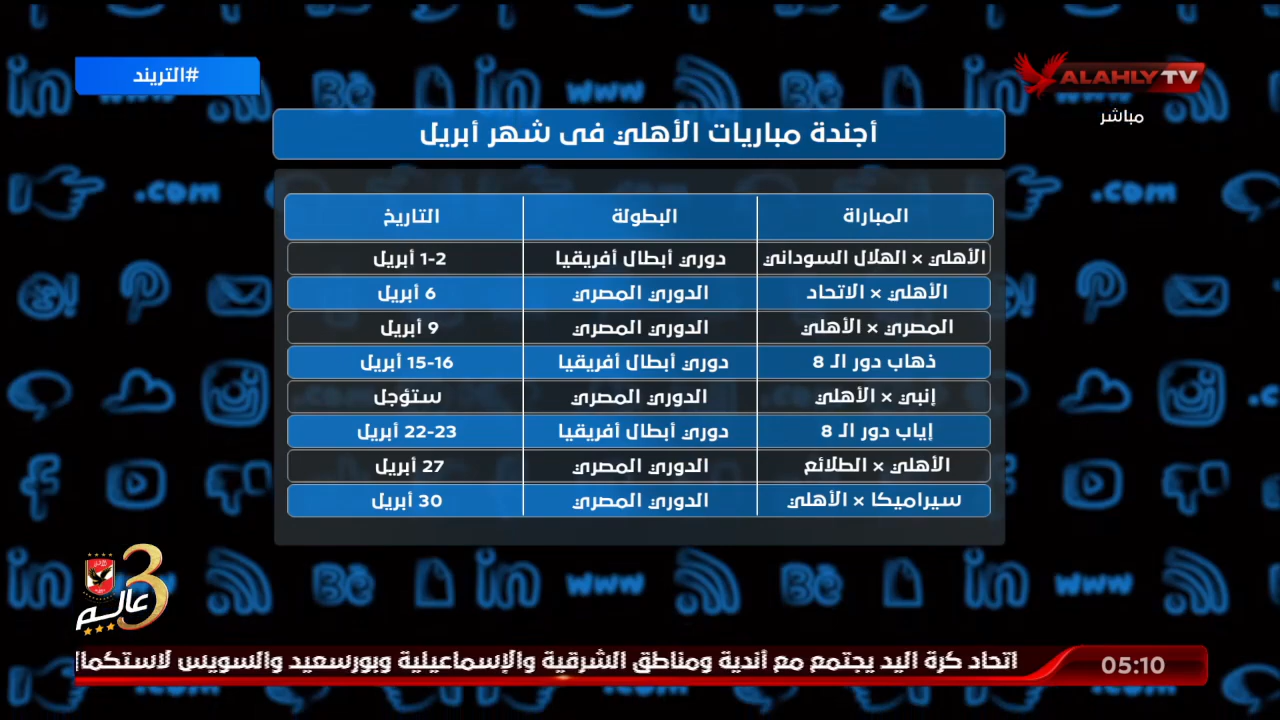 #التريند
ALAHLY TV
مباشر
أجندة مباريات الأهلي فى شهر أبريل
المباراة البطولة التاريخ
الأهلي × الهلال السوداني دوري أبطال أفريقيا 1-2 أبريل
الأهلي × الاتحاد الدوري المصري 6 أبريل
المصري × الأهلي الدوري المصري 9 أبريل
ذهاب دور الـ 8 دوري أبطال أفريقيا 15-16 أبريل
إنبي × الأهلي الدوري المصري ستؤجل
إياب دور الـ 8 دوري أبطال أفريقيا 22-23 أبريل
الأهلي × الطلائع الدوري المصري 27 أبريل
سيراميكا × الأهلي الدوري المصري 30 أبريل
3 عالم
اتحاد كرة اليد يجتمع مع أندية ومناطق الشرقية والإسماعيلية وبورسعيد والسويس لاستكمال
05:10